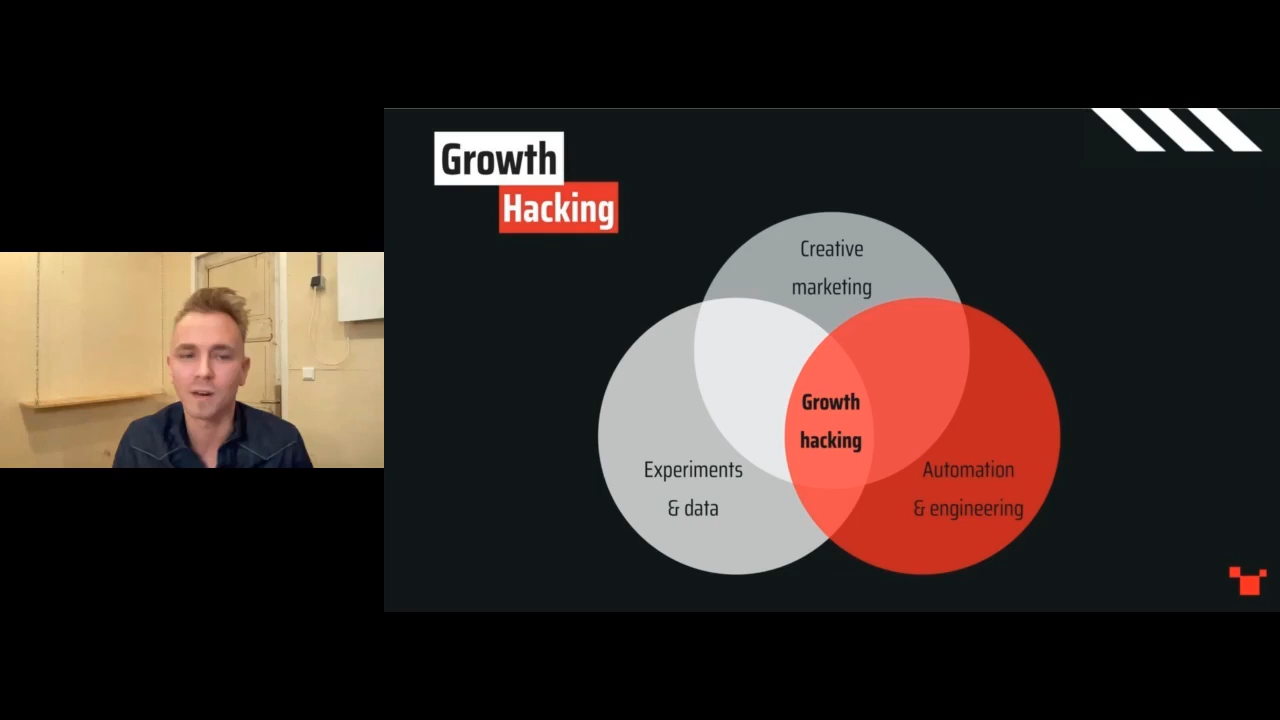 Growth
Hacking
Creative
marketing
Growth
hacking
Experiments
& data
Automation
& engineering